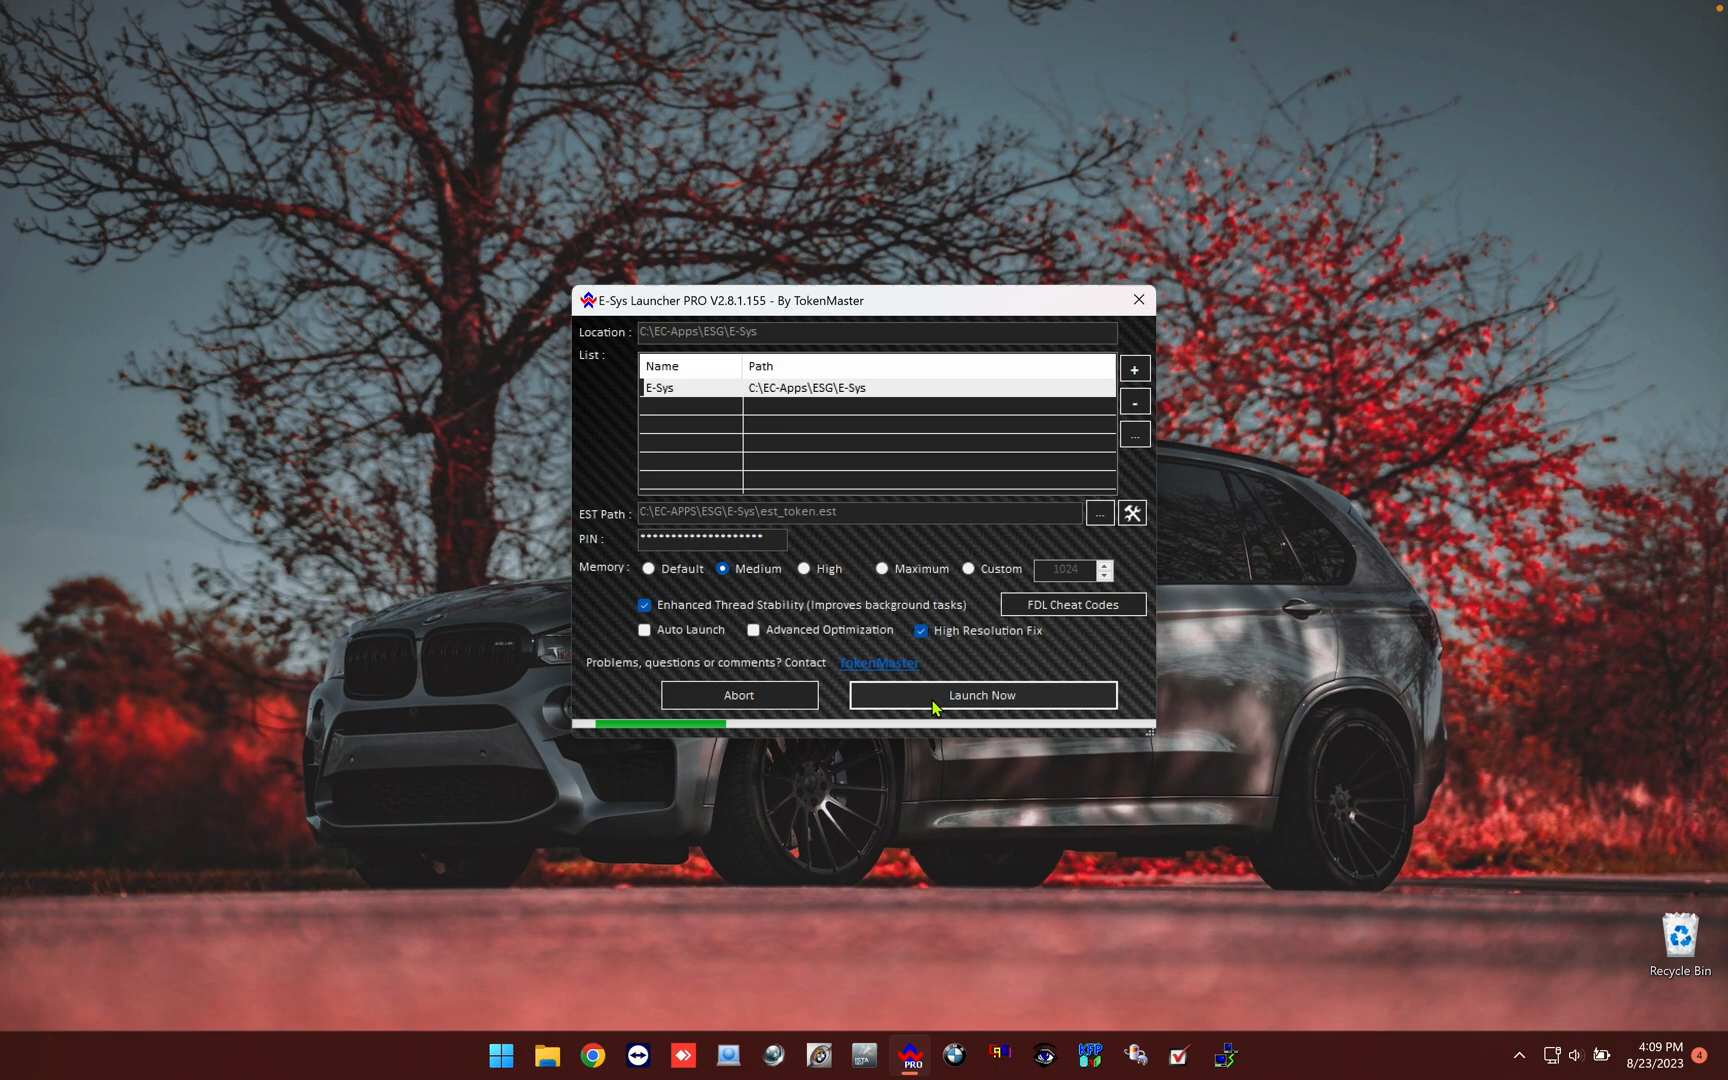 E-Sys Launcher PRO V2.8.1.155 - By TokenMaster
Location : C:\EC-Apps\ESG\E-Sys
List :
Name Path
E-Sys C:\EC-Apps\ESG\E-Sys
+
-
...
EST Path : C:\EC-APPS\ESG\E-Sys\est_token.est ...
PIN : ********************
Memory : Default Medium High Maximum Custom 1024
Enhanced Thread Stability (Improves background tasks) FDL Cheat Codes
Auto Launch Advanced Optimization High Resolution Fix
Problems, questions or comments? Contact TokenMaster
Abort Launch Now
Recycle Bin
ISTA
PRO
KFP
4:09 PM
8/23/2023
4